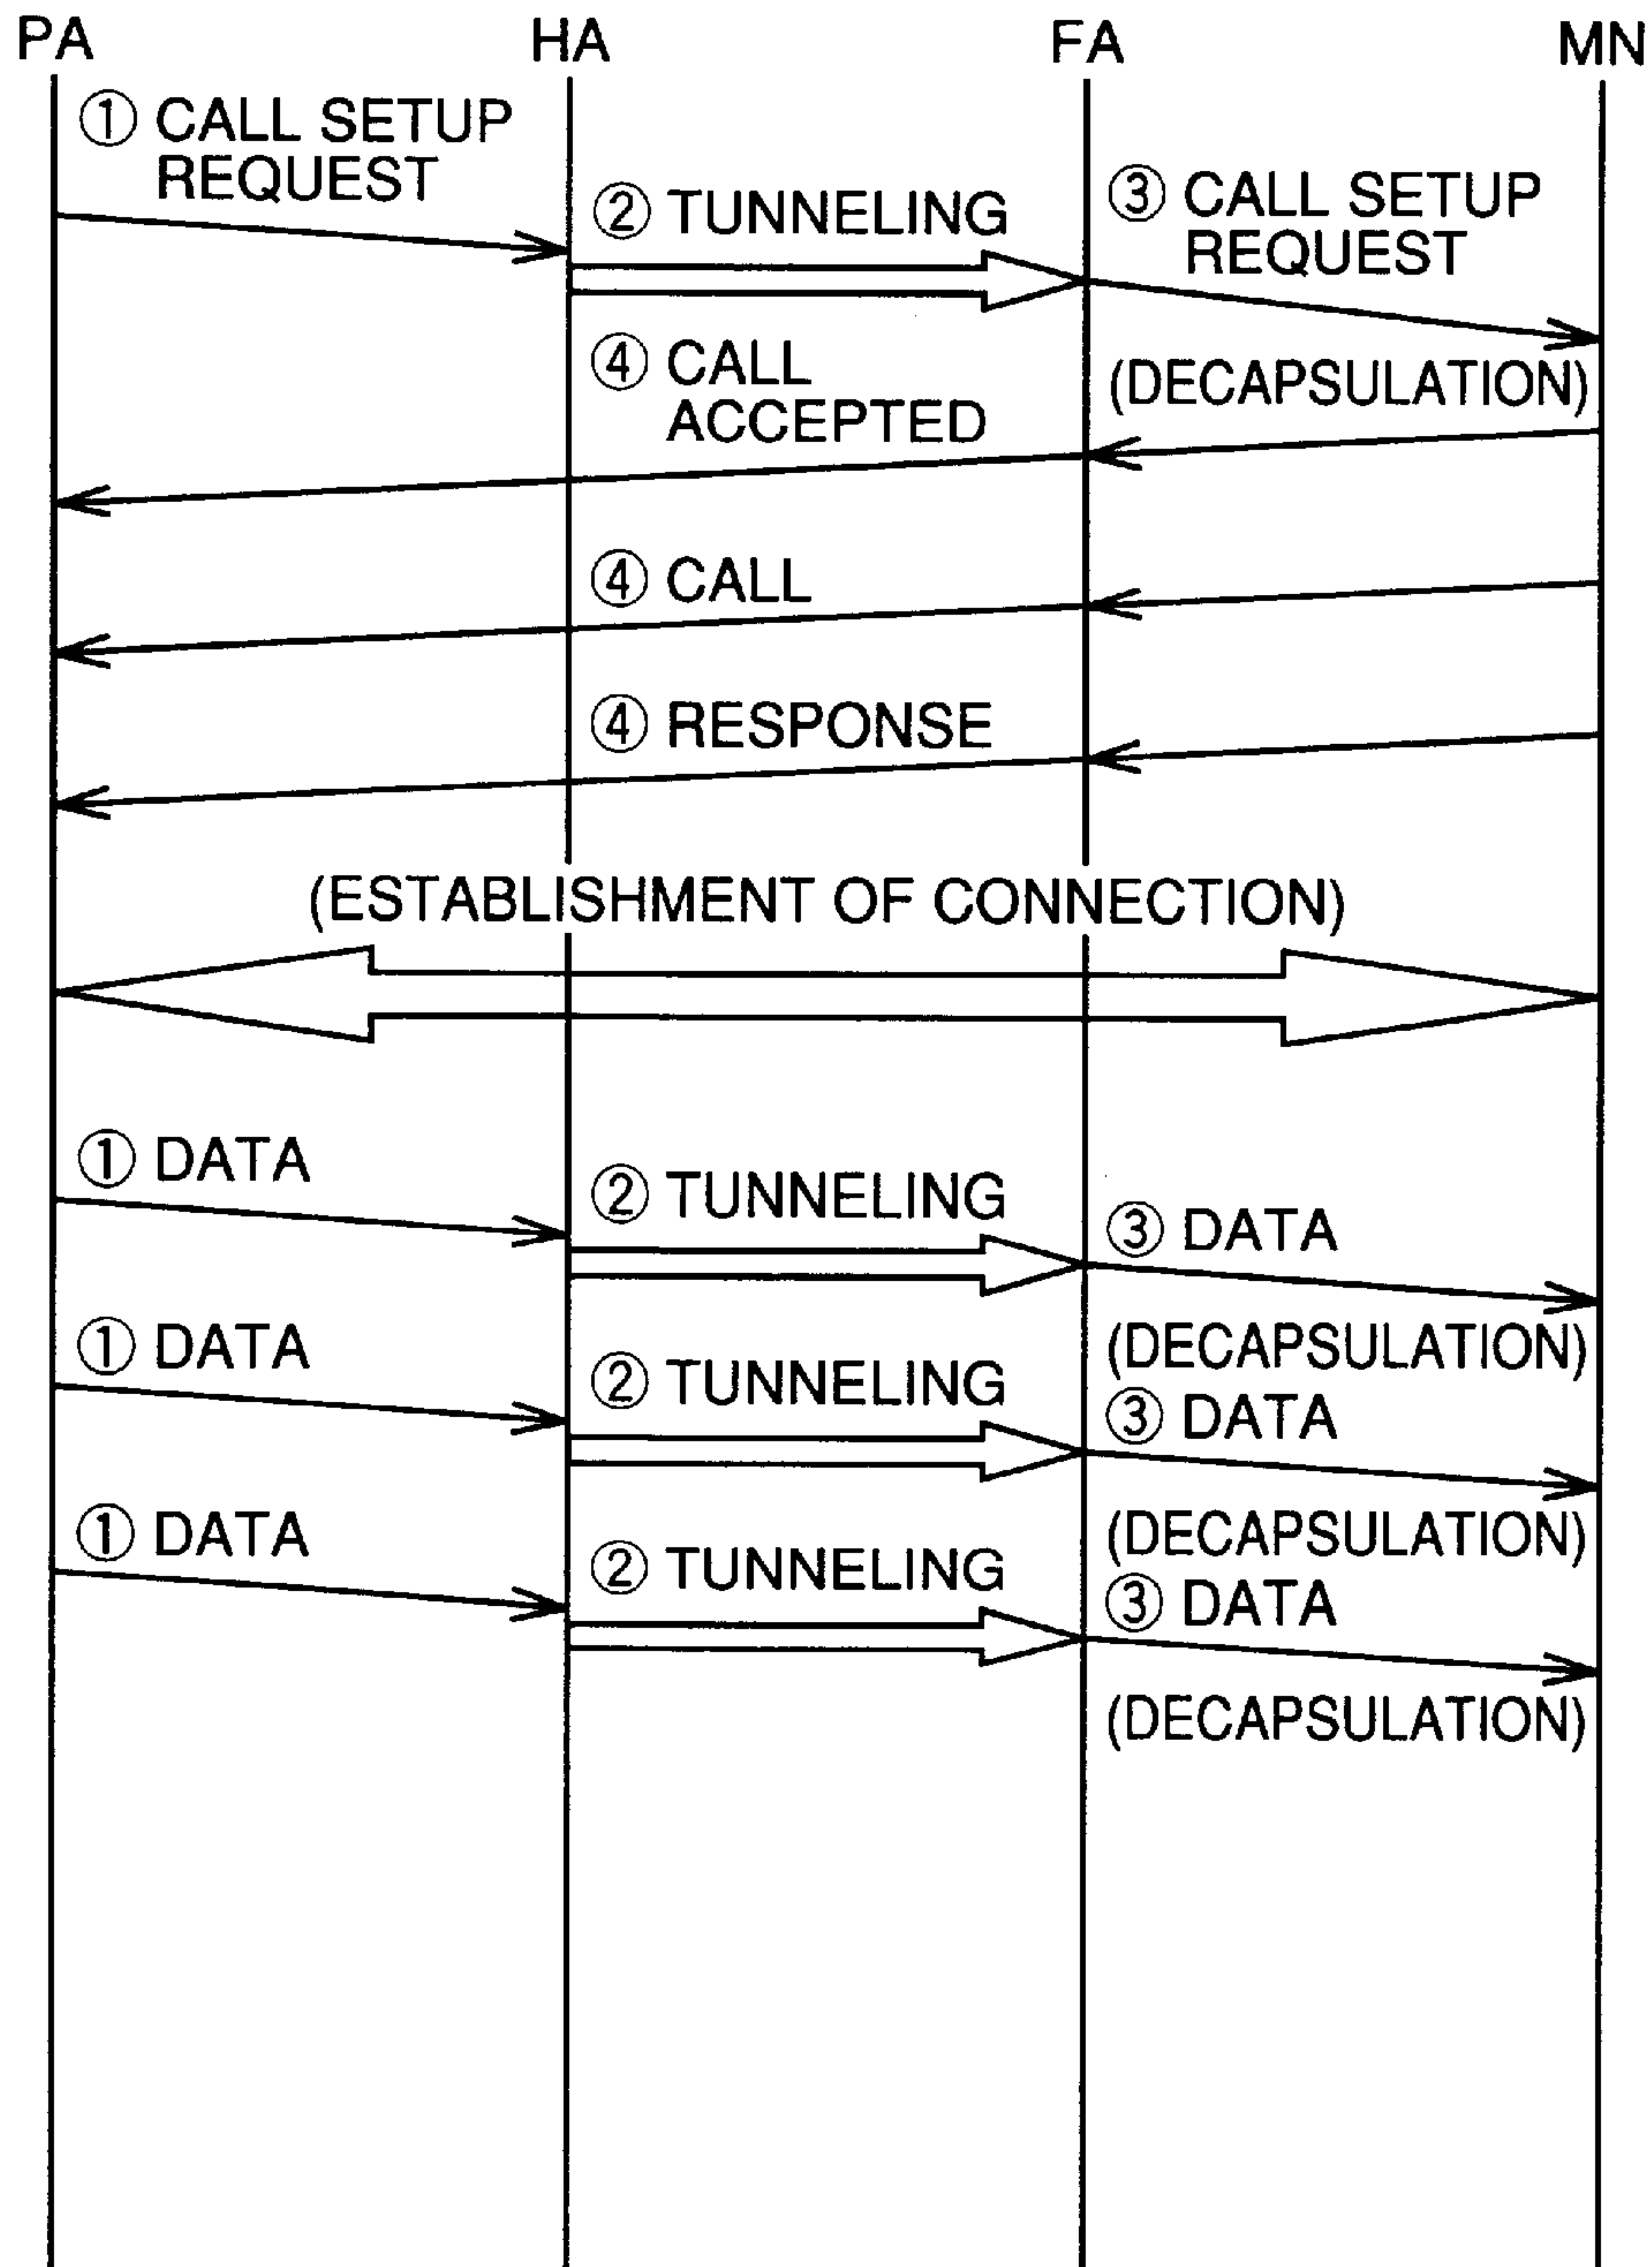 PA HA FA MN
① CALL SETUP
REQUEST
② TUNNELING
③ CALL SETUP
REQUEST
④ CALL
ACCEPTED
(DECAPSULATION)
④ CALL
④ RESPONSE
(ESTABLISHMENT OF CONNECTION)
① DATA
② TUNNELING
③ DATA
(DECAPSULATION)
① DATA
② TUNNELING
③ DATA
(DECAPSULATION)
① DATA
② TUNNELING
③ DATA
(DECAPSULATION)